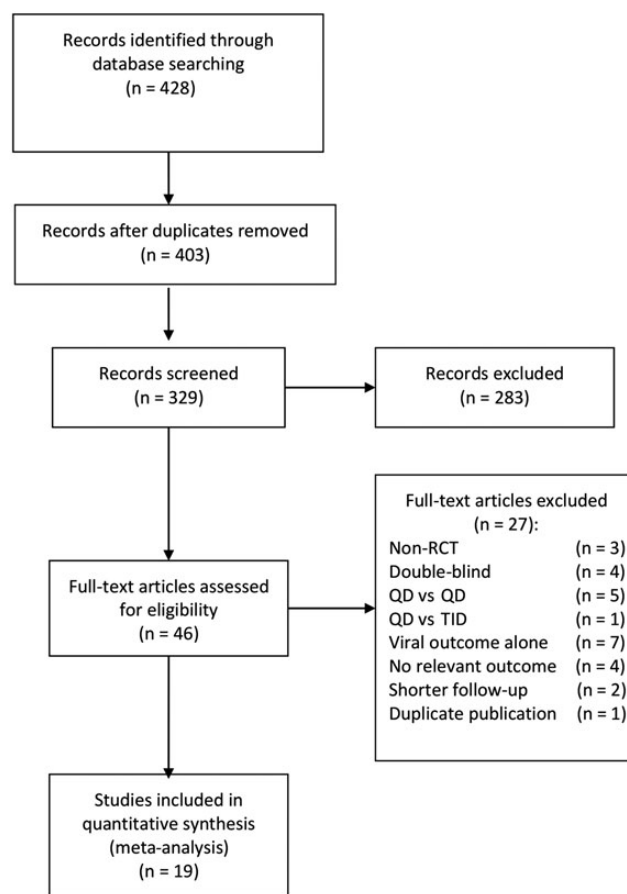 Records identified through
database searching
(n = 428)
Records after duplicates removed
(n = 403)
Records screened
(n = 329)
Records excluded
(n = 283)
Full-text articles assessed
for eligibility
(n = 46)
Full-text articles excluded
(n = 27):
Non-RCT (n = 3)
Double-blind (n = 4)
QD vs QD (n = 5)
QD vs TID (n = 1)
Viral outcome alone (n = 7)
No relevant outcome (n = 4)
Shorter follow-up (n = 2)
Duplicate publication (n = 1)
Studies included in
quantitative synthesis
(meta-analysis)
(n = 19)